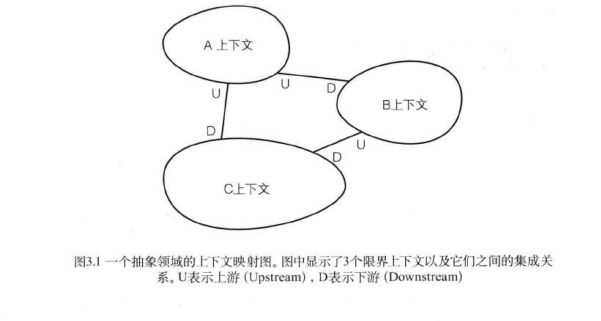 A 上下文
U
U
D
B上下文
D
U
D
C上下文
图3.1 一个抽象领域的上下文映射图。图中显示了3个限界上下文以及它们之间的集成关
系。U表示上游 (Upstream) , D表示下游 (Downstream)